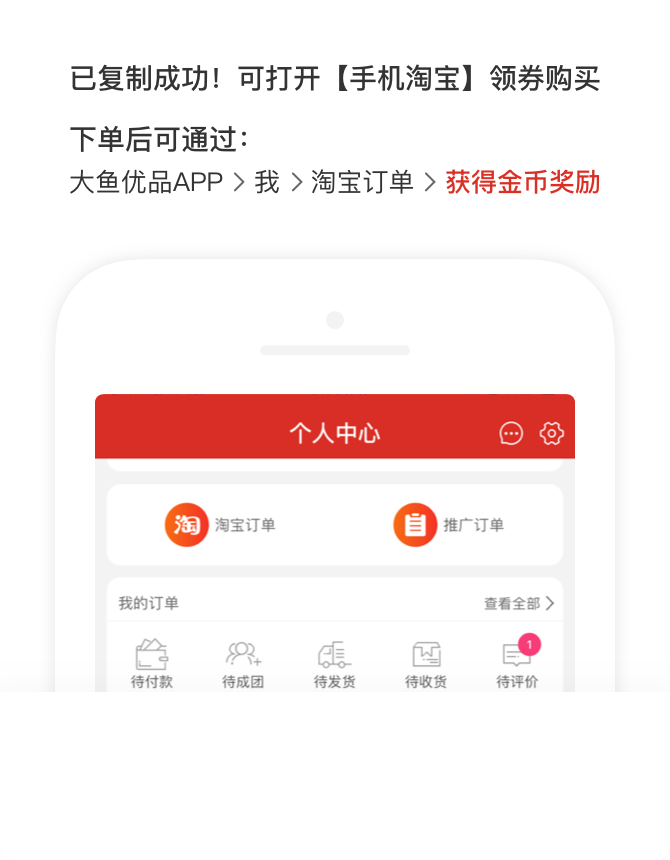 已复制成功！可打开【手机淘宝】领券购买
下单后可通过：
大鱼优品APP > 我 > 淘宝订单 > 获得金币奖励
个人中心
淘
淘宝订单
推广订单
我的订单
查看全部 >
1
待付款
待成团
待发货
待收货
待评价